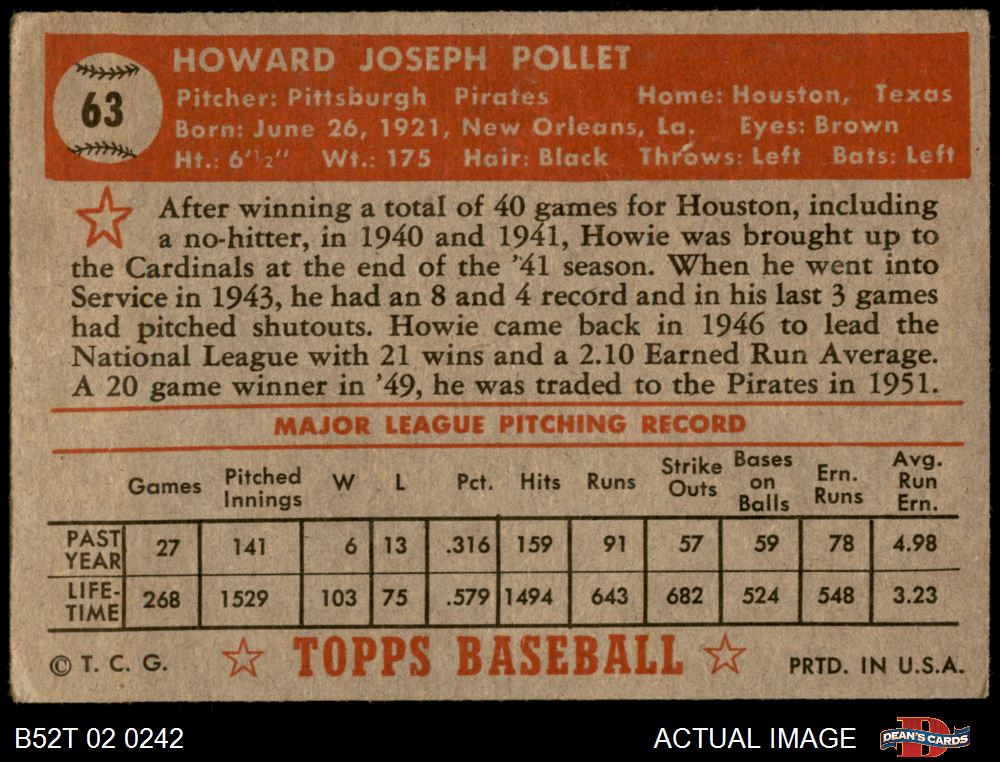 63
HOWARD JOSEPH POLLET
Pitcher: Pittsburgh Pirates Home: Houston, Texas
Born: June 26, 1921, New Orleans, La. Eyes: Brown
Ht.: 6'1/2" Wt.: 175 Hair: Black Throws: Left Bats: Left
After winning a total of 40 games for Houston, including
a no-hitter, in 1940 and 1941, Howie was brought up to
the Cardinals at the end of the '41 season. When he went into
Service in 1943, he had an 8 and 4 record and in his last 3 games
had pitched shutouts. Howie came back in 1946 to lead the
National League with 21 wins and a 2.10 Earned Run Average.
A 20 game winner in '49, he was traded to the Pirates in 1951.
MAJOR LEAGUE PITCHING RECORD
Games Pitched Innings W L Pct. Hits Runs Strike Outs Bases on Balls Ern. Runs Avg. Run Ern.
PAST YEAR 27 141 6 13 .316 159 91 57 59 78 4.98
LIFE-TIME 268 1529 103 75 .579 1494 643 682 524 548 3.23
© T. C. G. TOPPS BASEBALL PRTD. IN U.S.A.
B52T 02 0242 ACTUAL IMAGE D DEAN'S CARDS